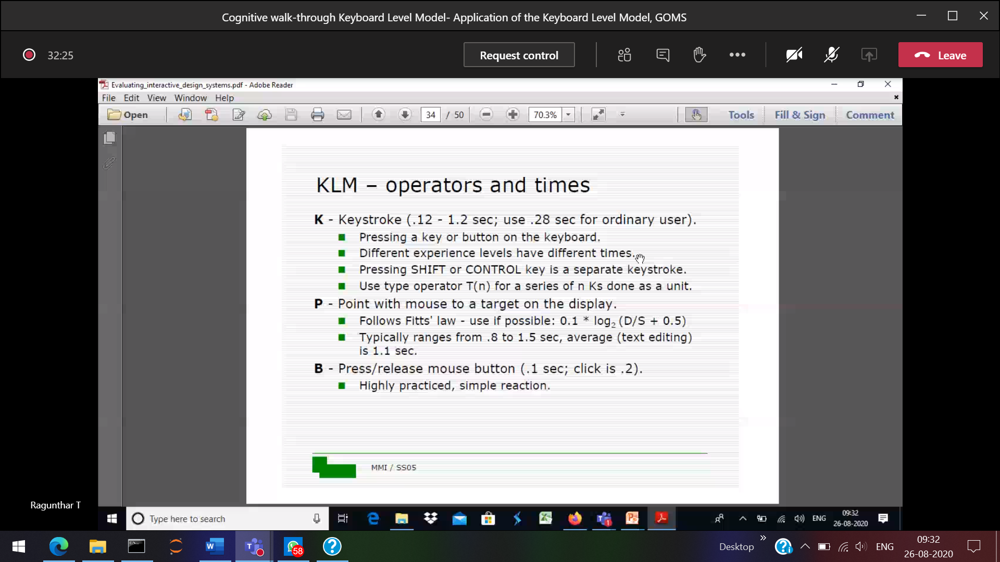 Cognitive walk-through Keyboard Level Model- Application of the Keyboard Level Model, GOMS
32:25
Request control
Leave
Evaluating_interactive_design_systems.pdf - Adobe Reader
File Edit View Window Help
Open
34 / 50
70.3%
Tools
Fill & Sign
Comment
KLM – operators and times
K - Keystroke (.12 - 1.2 sec; use .28 sec for ordinary user).
Pressing a key or button on the keyboard.
Different experience levels have different times.
Pressing SHIFT or CONTROL key is a separate keystroke.
Use type operator T(n) for a series of n Ks done as a unit.
P - Point with mouse to a target on the display.
Follows Fitts' law - use if possible: 0.1 * log₂ (D/S + 0.5)
Typically ranges from .8 to 1.5 sec, average (text editing)
is 1.1 sec.
B - Press/release mouse button (.1 sec; click is .2).
Highly practiced, simple reaction.
MMI / SS05
Ragunthar T
Type here to search
1
ENG
09:32
26-08-2020
58
Desktop
ENG
09:32
26-08-2020